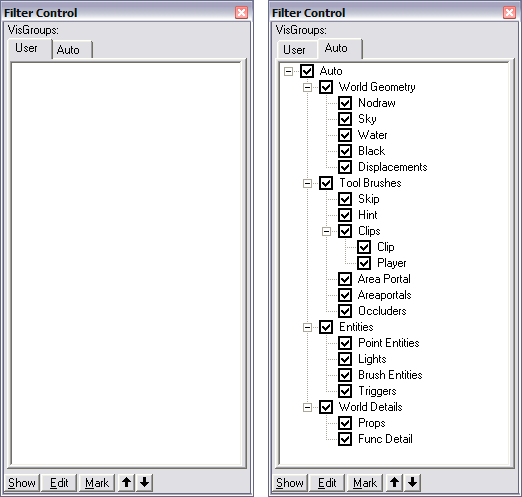 Filter Control
VisGroups:
User Auto
Show Edit Mark
Filter Control
VisGroups:
User Auto
Auto
World Geometry
Nodraw
Sky
Water
Black
Displacements
Tool Brushes
Skip
Hint
Clips
Clip
Player
Area Portal
Areaportals
Occluders
Entities
Point Entities
Lights
Brush Entities
Triggers
World Details
Props
Func Detail
Show Edit Mark